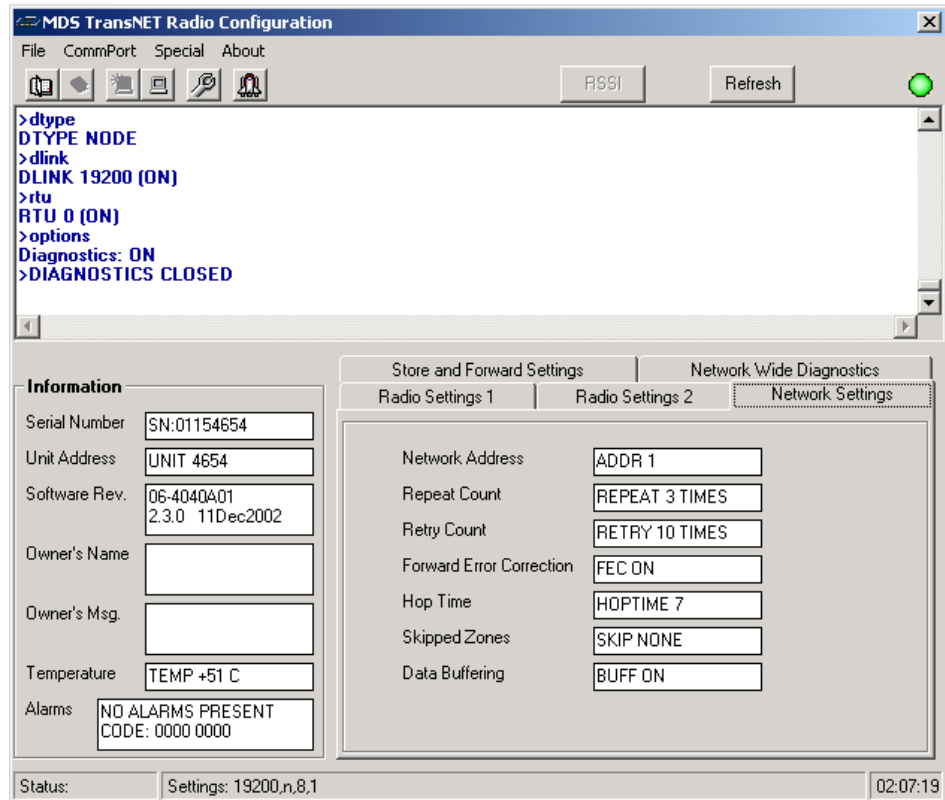 MDS TransNET Radio Configuration
File CommPort Special About
RSSI Refresh
>dtype
DTYPE NODE
>dlink
DLINK 19200 (ON)
>rtu
RTU 0 (ON)
>options
Diagnostics: ON
>DIAGNOSTICS CLOSED
Information
Serial Number SN:01154654
Unit Address UNIT 4654
Software Rev. 06-4040A01
2.3.0 11Dec2002
Owner's Name
Owner's Msg.
Temperature TEMP +51 C
Alarms NO ALARMS PRESENT
CODE: 0000 0000
Store and Forward Settings Network Wide Diagnostics
Radio Settings 1 Radio Settings 2 Network Settings
Network Address ADDR 1
Repeat Count REPEAT 3 TIMES
Retry Count RETRY 10 TIMES
Forward Error Correction FEC ON
Hop Time HOPTIME 7
Skipped Zones SKIP NONE
Data Buffering BUFF ON
Status: Settings: 19200,n,8,1 02:07:19